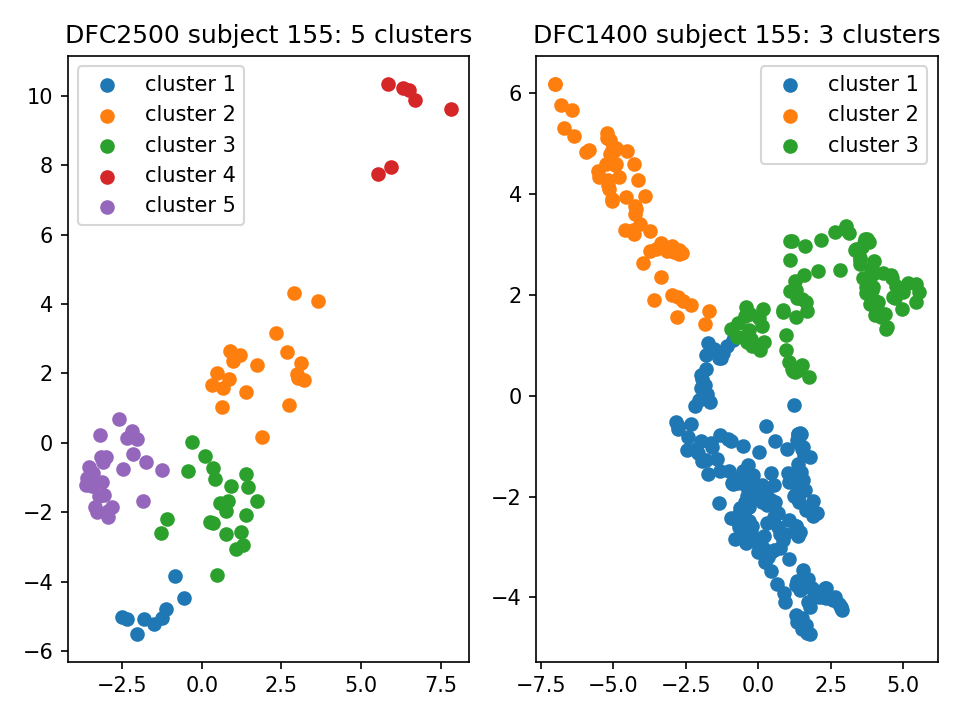 DFC2500 subject 155: 5 clusters
cluster 1
cluster 2
cluster 3
cluster 4
cluster 5
10
8
6
4
2
0
−2
−4
−6
−2.5
0.0
2.5
5.0
7.5
DFC1400 subject 155: 3 clusters
cluster 1
cluster 2
cluster 3
6
4
2
0
−2
−4
−7.5
−5.0
−2.5
0.0
2.5
5.0